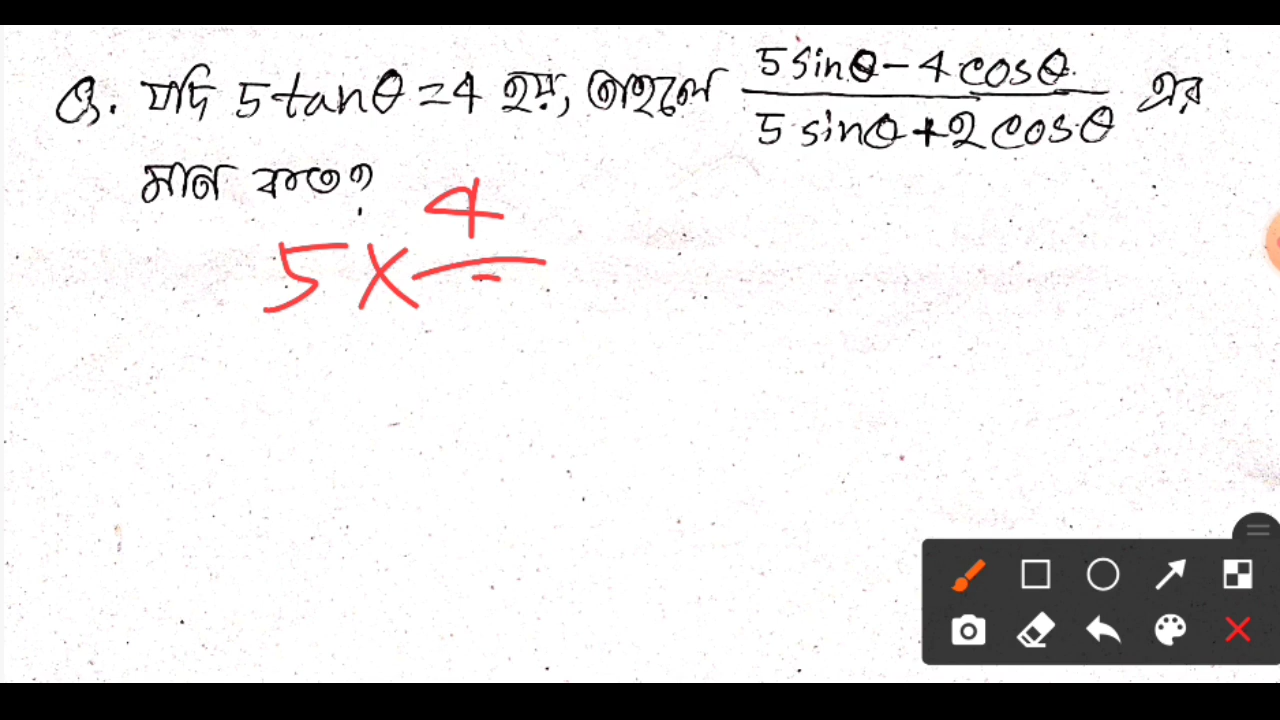 Q. যদি 5tanθ=4 হয়, তাহলে (5sinθ-4cosθ)/(5sinθ+2cosθ) এর
মান কত?
5×4/-